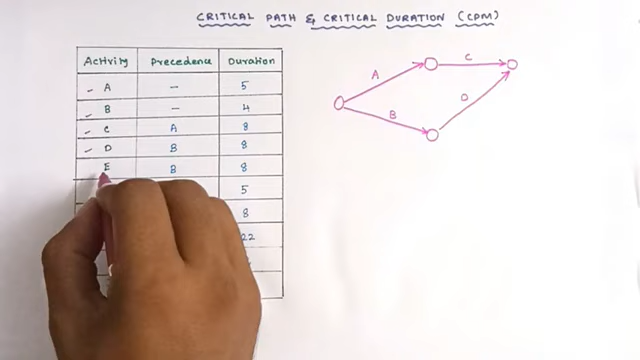 CRITICAL PATH & CRITICAL DURATION (CPM)
Activity Precedence Duration
A – 5
B – 4
C A 8
D B 8
E B 8
5
8
22
A
C
B
D